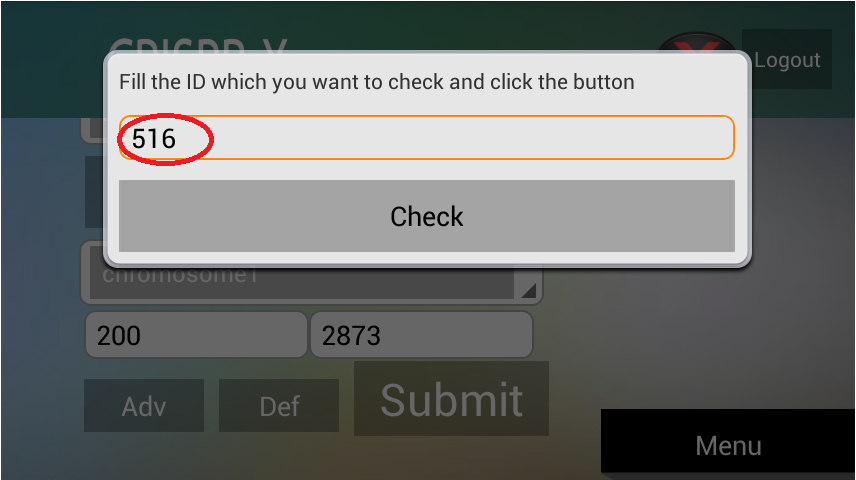 Logout
Fill the ID which you want to check and click the button
516
Check
chromosome1
200 2873
Adv Def Submit
Menu